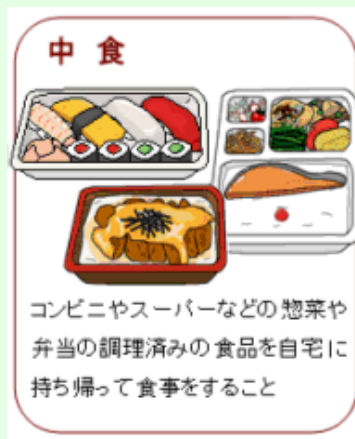 中食
コンビニやスーパーなどの惣菜や
弁当の調理済みの食品を自宅に
持ち帰って食事をすること